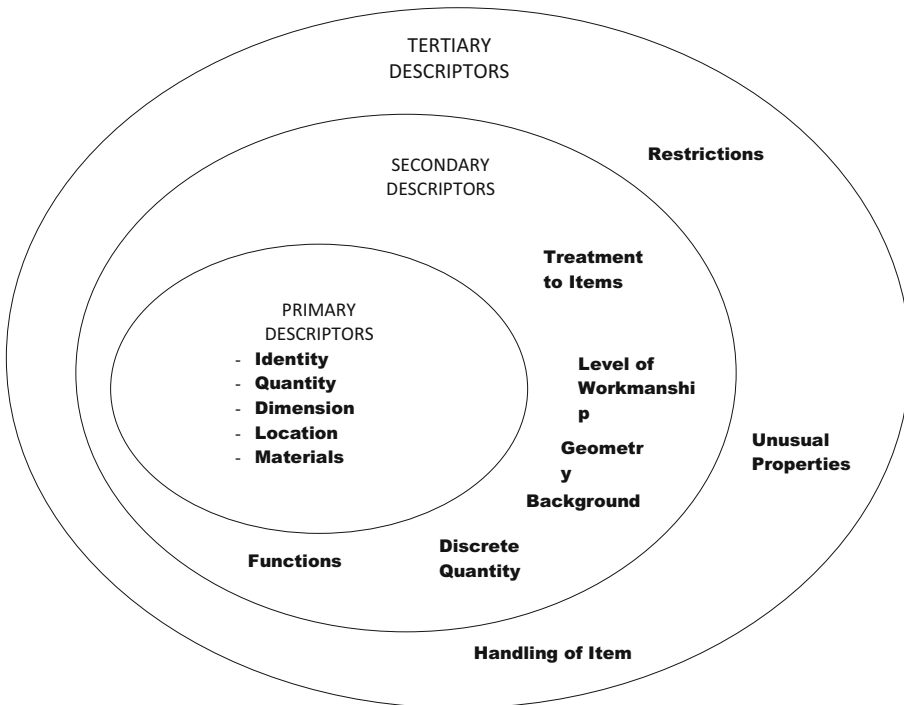 TERTIARY
DESCRIPTORS
Restrictions
SECONDARY
DESCRIPTORS
Treatment
to Items
PRIMARY
DESCRIPTORS
- Identity
- Quantity
- Dimension
- Location
- Materials
Level of
Workmanshi
p
Geometr
y
Background
Unusual
Properties
Functions
Discrete
Quantity
Handling of Item